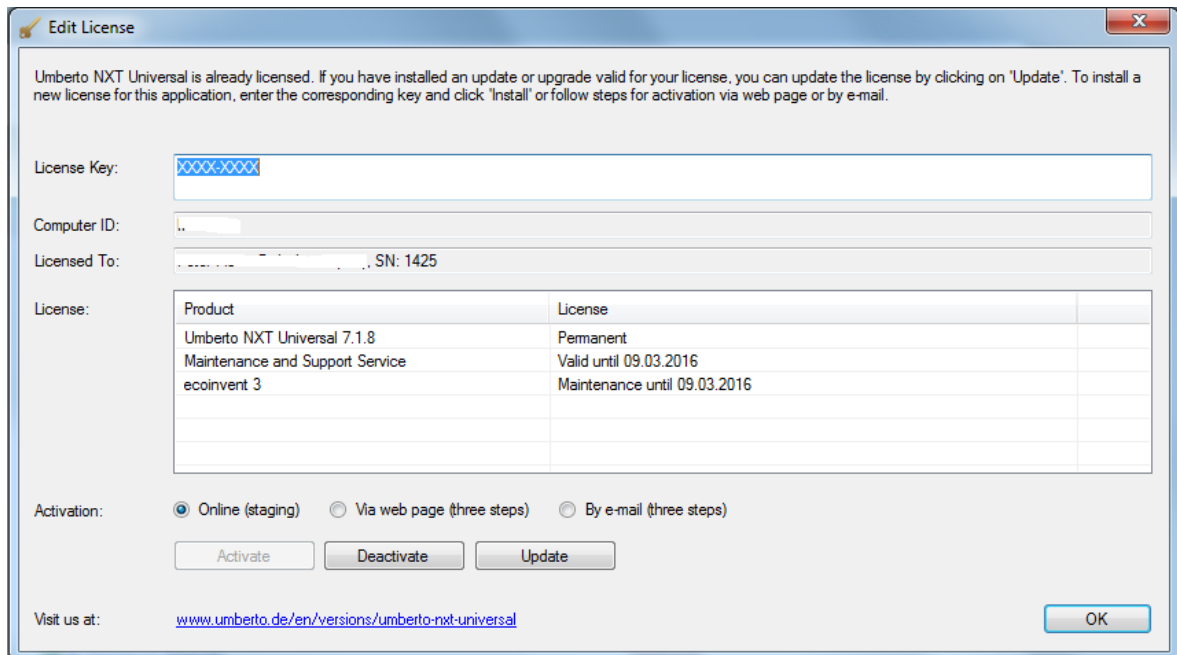 Edit License
Umberto NXT Universal is already licensed. If you have installed an update or upgrade valid for your license, you can update the license by clicking on 'Update'. To install a
new license for this application, enter the corresponding key and click 'Install' or follow steps for activation via web page or by e-mail.
License Key: XXXX-XXXX
Computer ID:
Licensed To: , SN: 1425
License: Product License
Umberto NXT Universal 7.1.8 Permanent
Maintenance and Support Service Valid until 09.03.2016
ecoinvent 3 Maintenance until 09.03.2016
Activation: Online (staging) Via web page (three steps) By e-mail (three steps)
Activate Deactivate Update
Visit us at: www.umberto.de/en/versions/umberto-nxt-universal OK